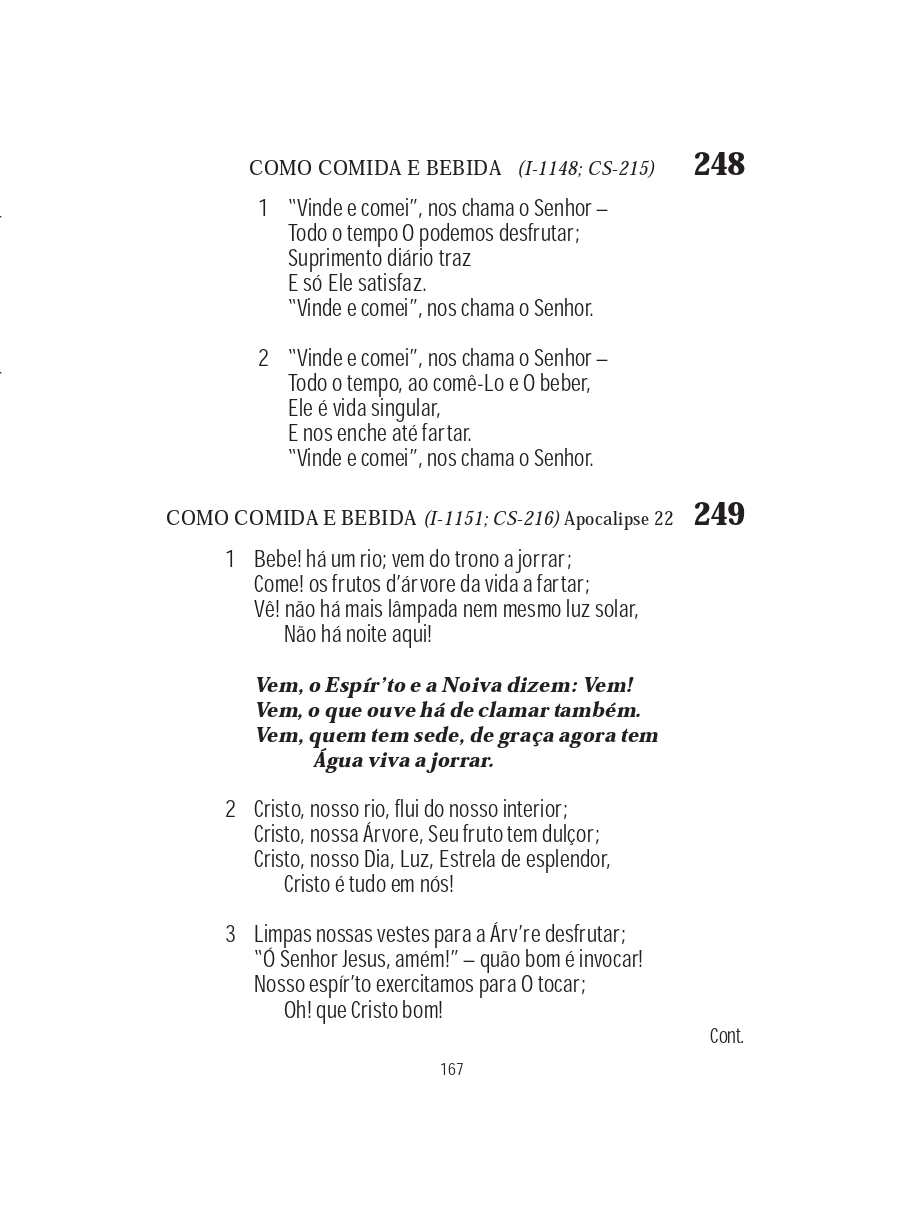 COMO COMIDA E BEBIDA (I-1148; CS-215) 248
1 “Vinde e comei”, nos chama o Senhor –
Todo o tempo O podemos desfrutar;
Suprimento diário traz
E só Ele satisfaz.
“Vinde e comei”, nos chama o Senhor.
2 “Vinde e comei”, nos chama o Senhor –
Todo o tempo, ao comê-Lo e O beber,
Ele é vida singular,
E nos enche até fartar.
“Vinde e comei”, nos chama o Senhor.
COMO COMIDA E BEBIDA (I-1151; CS-216) Apocalipse 22 249
1 Bebe! há um rio; vem do trono a jorrar;
Come! os frutos d’árvore da vida a fartar;
Vê! não há mais lâmpada nem mesmo luz solar,
Não há noite aqui!
Vem, o Espír’to e a Noiva dizem: Vem!
Vem, o que ouve há de clamar também.
Vem, quem tem sede, de graça agora tem
Água viva a jorrar.
2 Cristo, nosso rio, flui do nosso interior;
Cristo, nossa Árvore, Seu fruto tem dulçor;
Cristo, nosso Dia, Luz, Estrela de esplendor,
Cristo é tudo em nós!
3 Limpas nossas vestes para a Árv’re desfrutar;
“Ó Senhor Jesus, amém!” – quão bom é invocar!
Nosso espír’to exercitamos para O tocar;
Oh! que Cristo bom!
Cont.
167